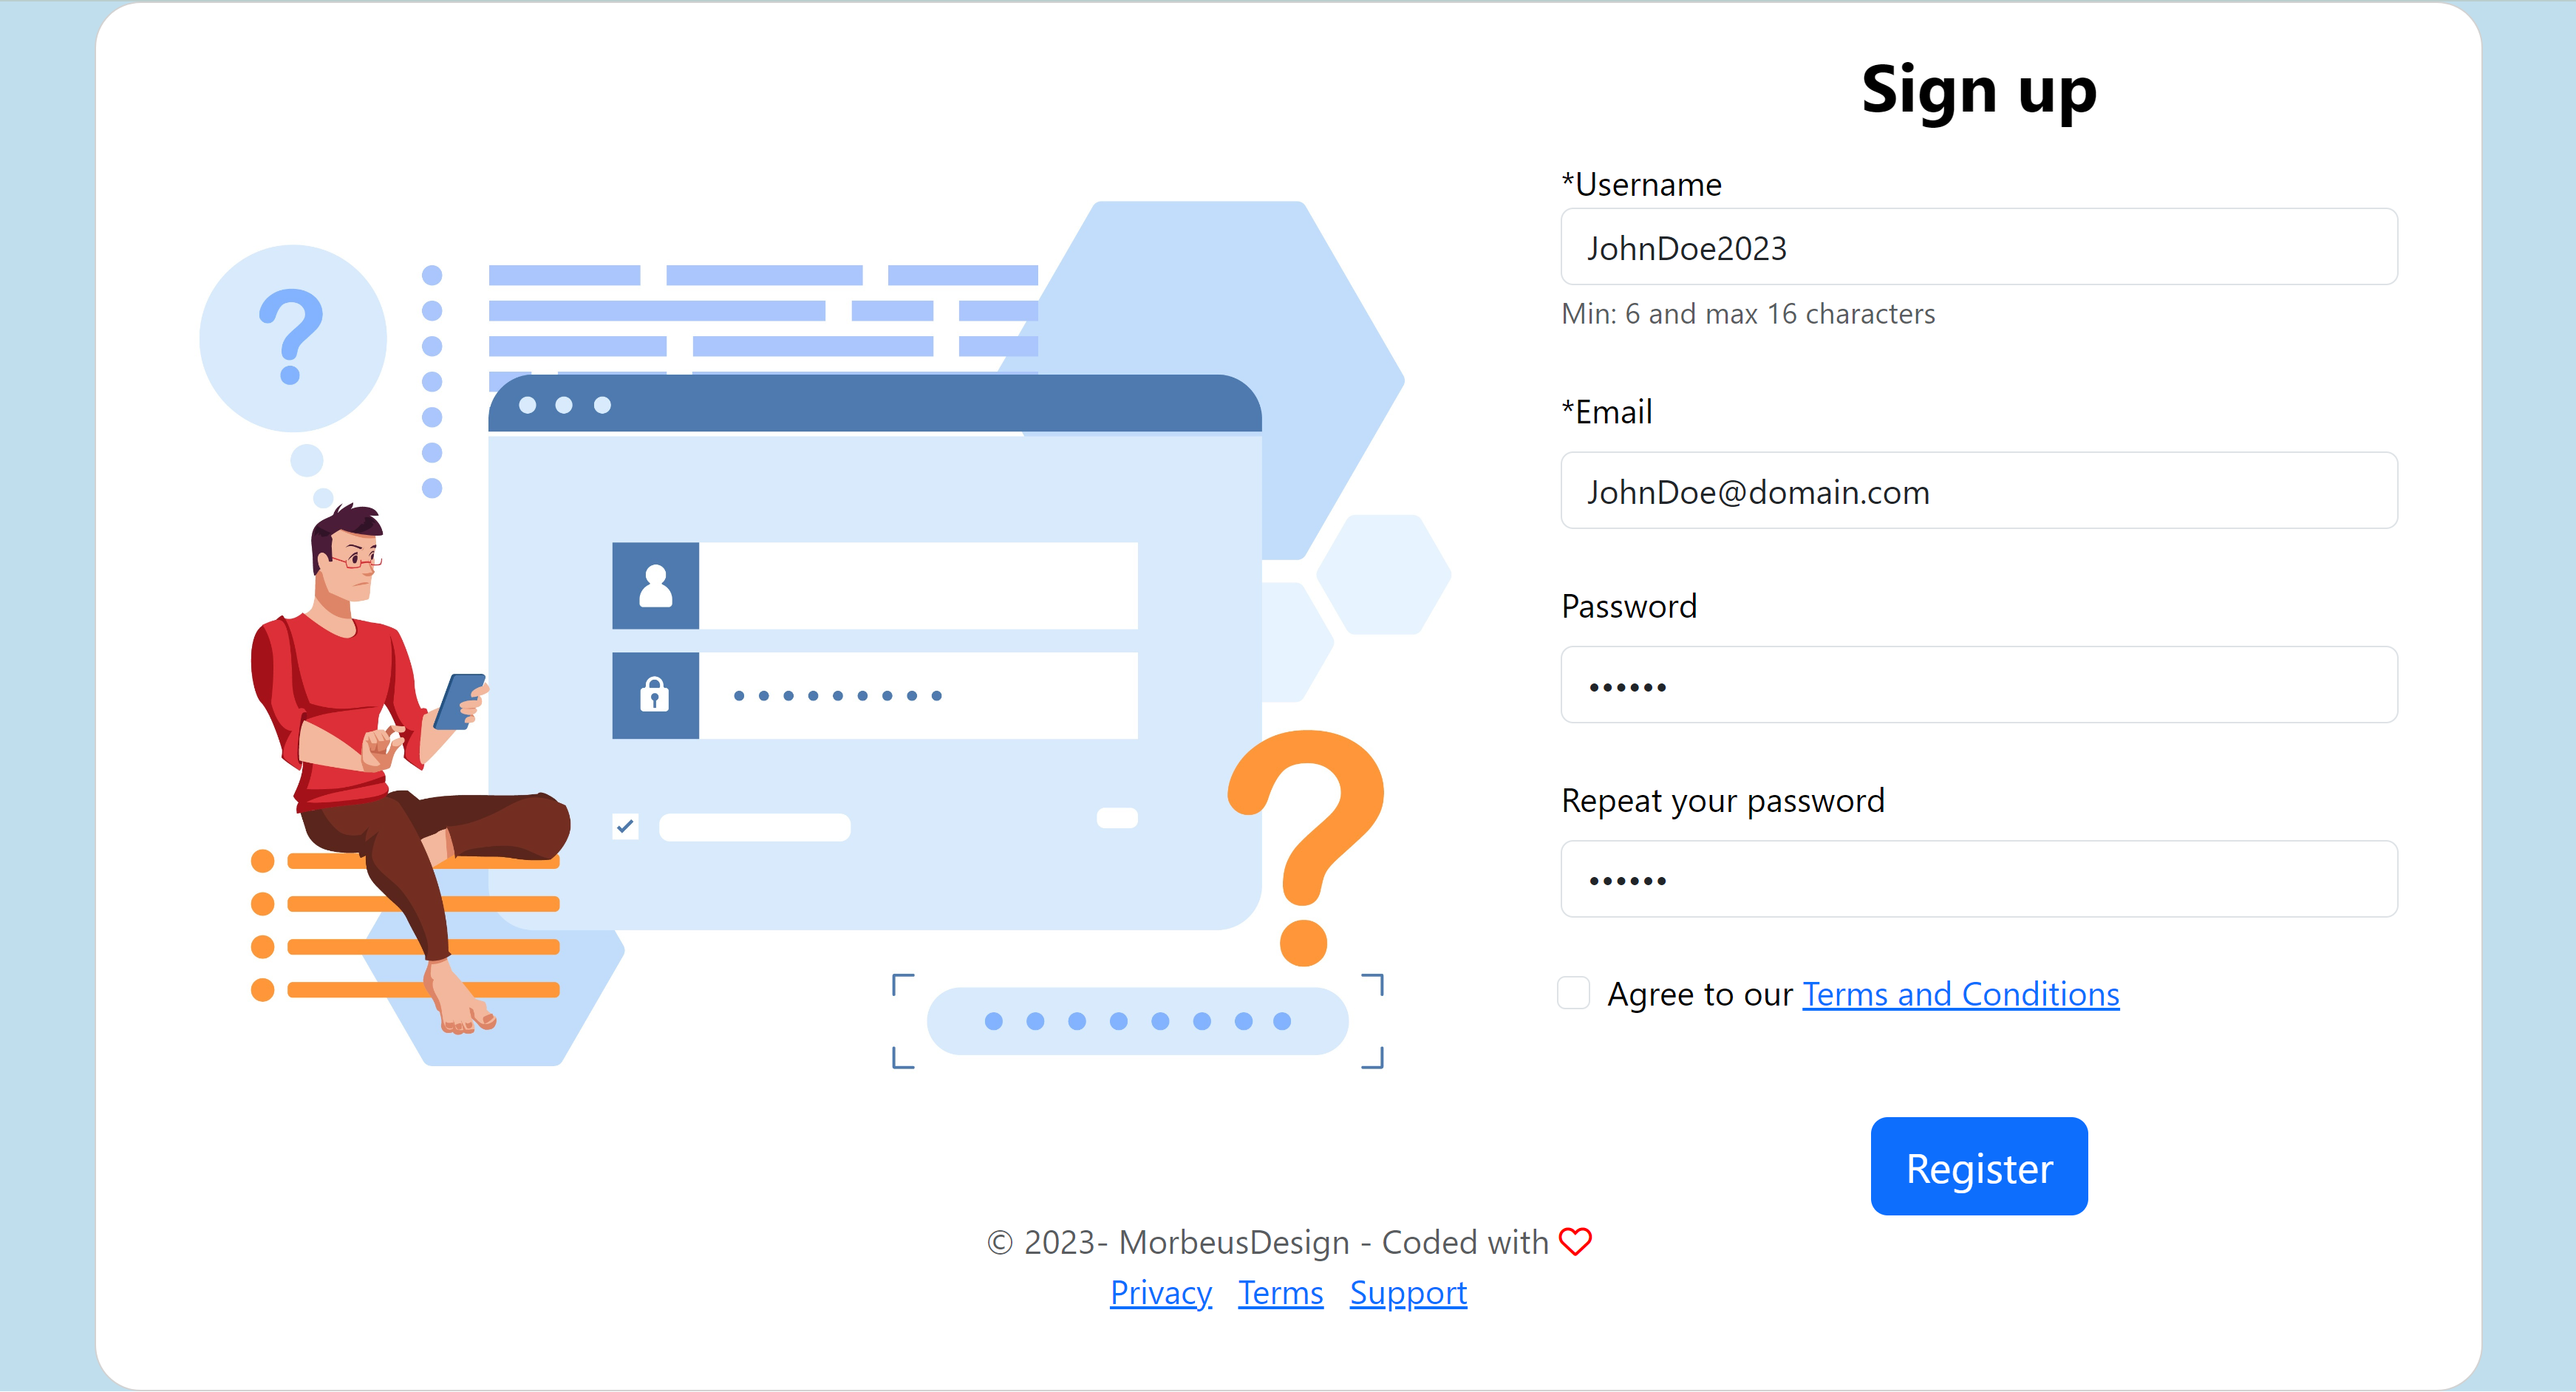 Sign up
*Username
JohnDoe2023
Min: 6 and max 16 characters
*Email
JohnDoe@domain.com
Password
••••••
Repeat your password
••••••
Agree to our Terms and Conditions
Register
© 2023- MorbeusDesign - Coded with
Privacy Terms Support